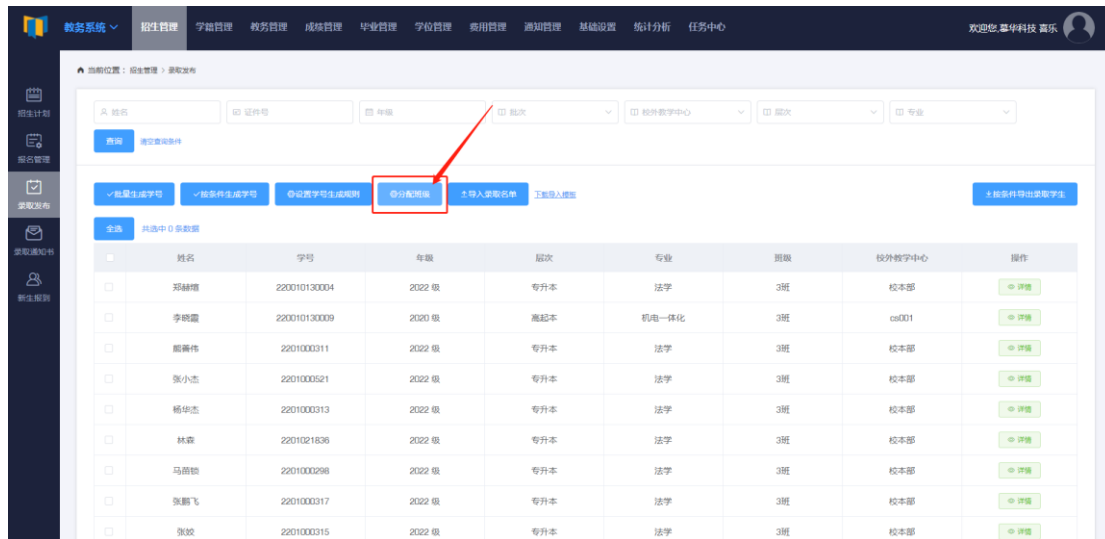 教务系统 招生管理 学籍管理 教务管理 成绩管理 毕业管理 学位管理 费用管理 通知管理 基础设置 统计分析 任务中心 欢迎您,慕华科技 喜乐
当前位置： 招生管理 > 录取发布
招生计划
报名管理
录取发布
录取通知书
新生报到
姓名 证件号 年级 批次 校外教学中心 层次 专业
查询 清空查询条件
批量生成学号 按条件生成学号 设置学号生成规则 分配班级 导入录取名单 下载导入模板 按条件导出录取学生
全选 共选中 0 条数据
姓名 学号 年级 层次 专业 班级 校外教学中心 操作
郑赫熔 220010130004 2022 级 专升本 法学 3班 校本部 详情
李晓霞 220010130009 2020 级 高起本 机电一体化 3班 cs001 详情
熊善伟 2201000311 2022 级 专升本 法学 3班 校本部 详情
张小杰 2201000521 2022 级 专升本 法学 3班 校本部 详情
杨华杰 2201000313 2022 级 专升本 法学 3班 校本部 详情
林森 2201021836 2022 级 专升本 法学 3班 校本部 详情
马苗锁 2201000298 2022 级 专升本 法学 3班 校本部 详情
张鹏飞 2201000317 2022 级 专升本 法学 3班 校本部 详情
张姣 2201000315 2022 级 专升本 法学 3班 校本部 详情